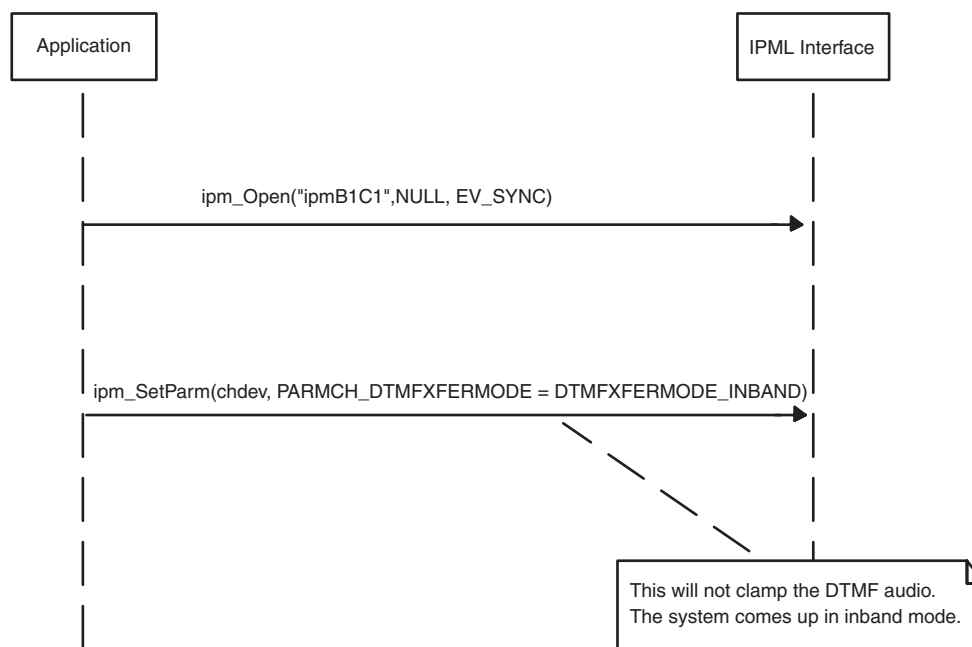 Application
IPML Interface
ipm_Open("ipmB1C1",NULL, EV_SYNC)
ipm_SetParm(chdev, PARMCH_DTMFXFERMODE = DTMFXFERMODE_INBAND)
This will not clamp the DTMF audio.
The system comes up in inband mode.